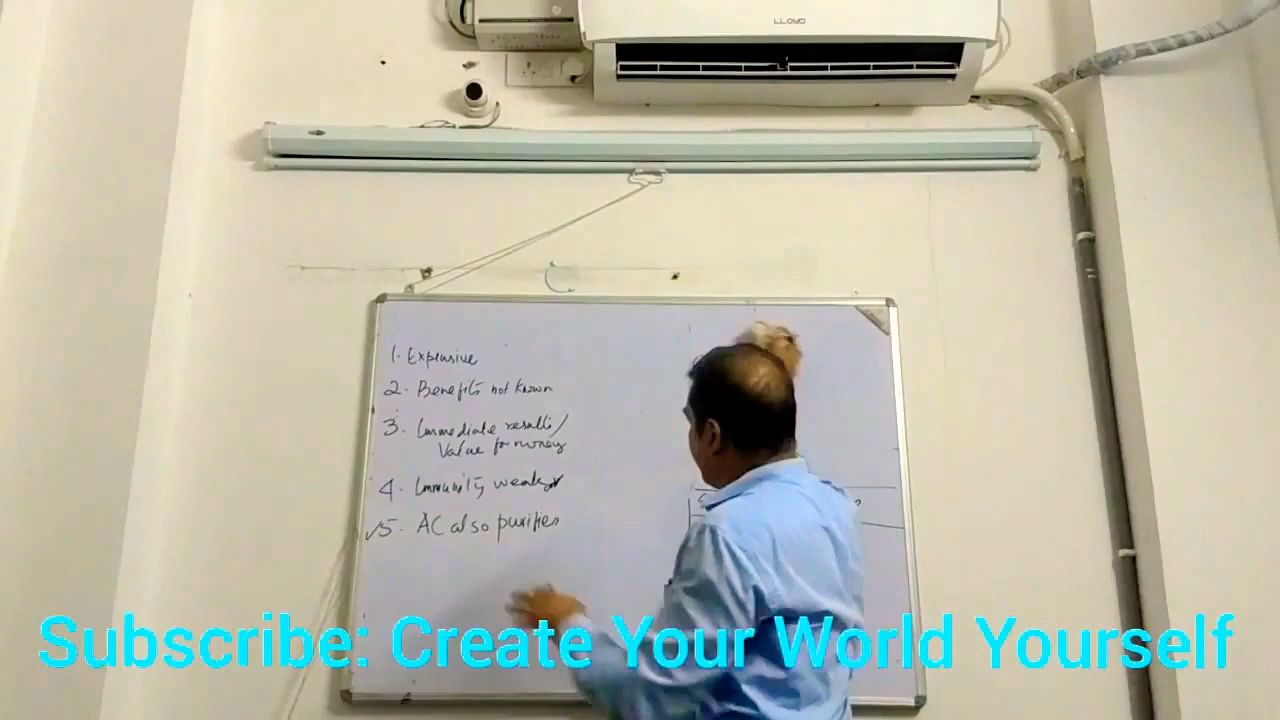 LLOYD
1. Expensive
2. Benefits not known
3. Immediate results/
Value for money
4. Immunity weak
5. AC also purifies
Subscribe: Create Your World Yourself